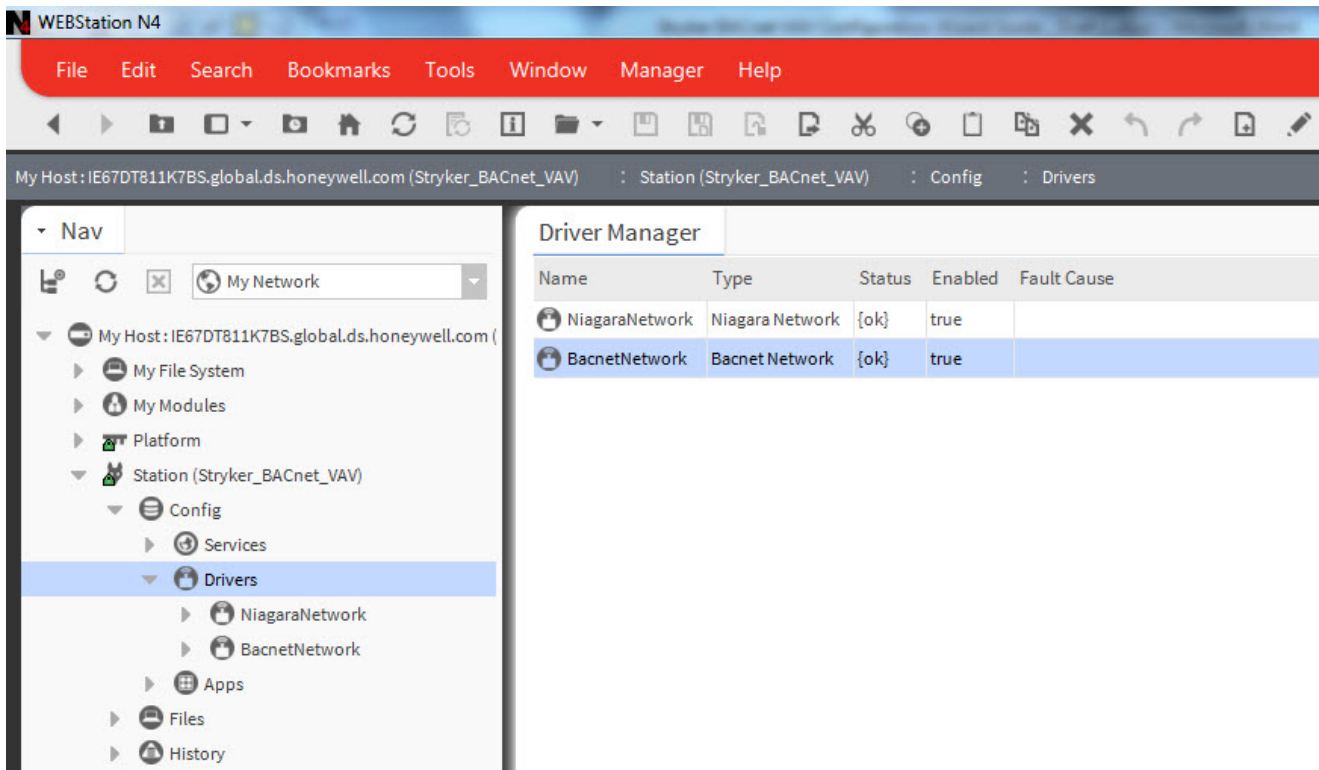 WEBStation N4
File Edit Search Bookmarks Tools Window Manager Help
My Host : IE67DT811K7BS.global.ds.honeywell.com (Stryker_BACnet_VAV) : Station (Stryker_BACnet_VAV) : Config : Drivers
Nav
My Network
My Host : IE67DT811K7BS.global.ds.honeywell.com (
My File System
My Modules
Platform
Station (Stryker_BACnet_VAV)
Config
Services
Drivers
NiagaraNetwork
BacnetNetwork
Apps
Files
History
Driver Manager
Name Type Status Enabled Fault Cause
NiagaraNetwork Niagara Network {ok} true
BacnetNetwork Bacnet Network {ok} true